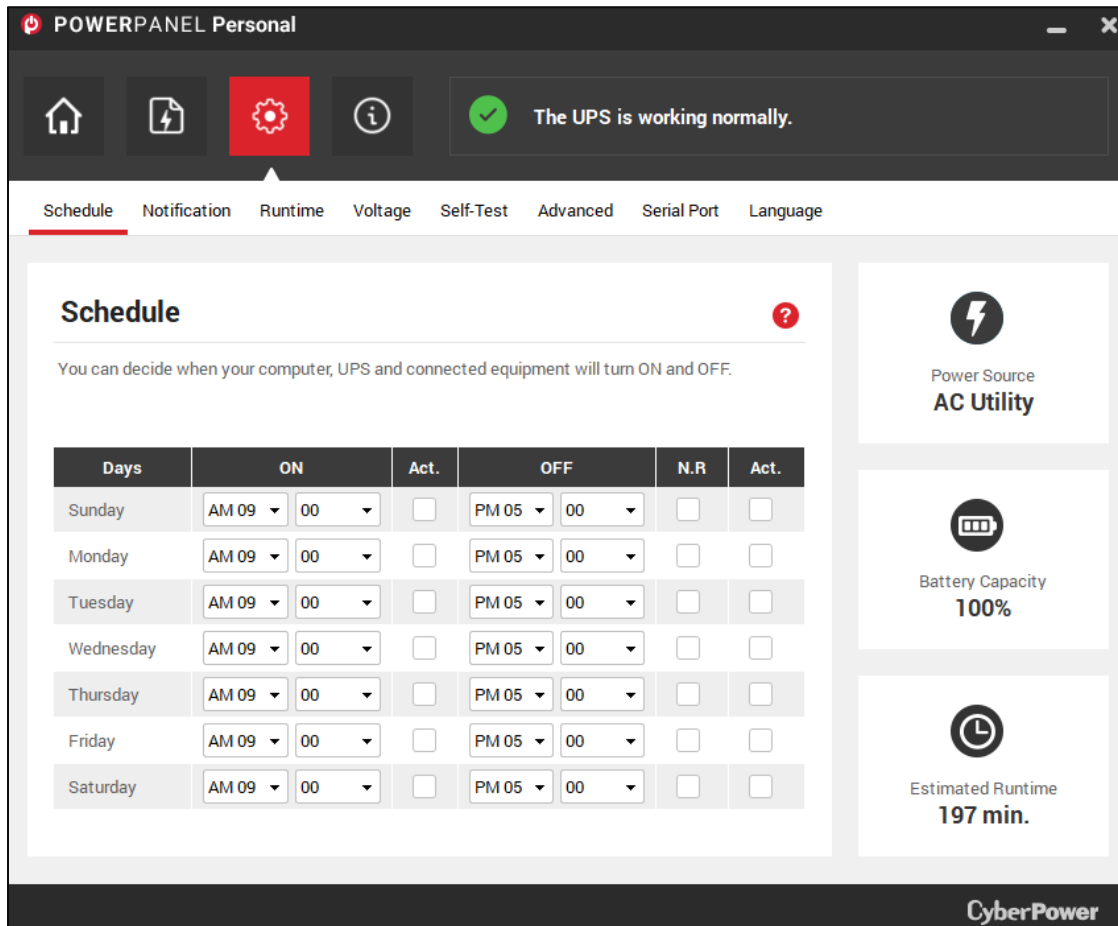 POWERPANEL Personal
The UPS is working normally.
Schedule Notification Runtime Voltage Self-Test Advanced Serial Port Language
Schedule
?
You can decide when your computer, UPS and connected equipment will turn ON and OFF.
Days ON Act. OFF N.R Act.
Sunday AM 09 00 PM 05 00
Monday AM 09 00 PM 05 00
Tuesday AM 09 00 PM 05 00
Wednesday AM 09 00 PM 05 00
Thursday AM 09 00 PM 05 00
Friday AM 09 00 PM 05 00
Saturday AM 09 00 PM 05 00
Power Source
AC Utility
Battery Capacity
100%
Estimated Runtime
197 min.
CyberPower